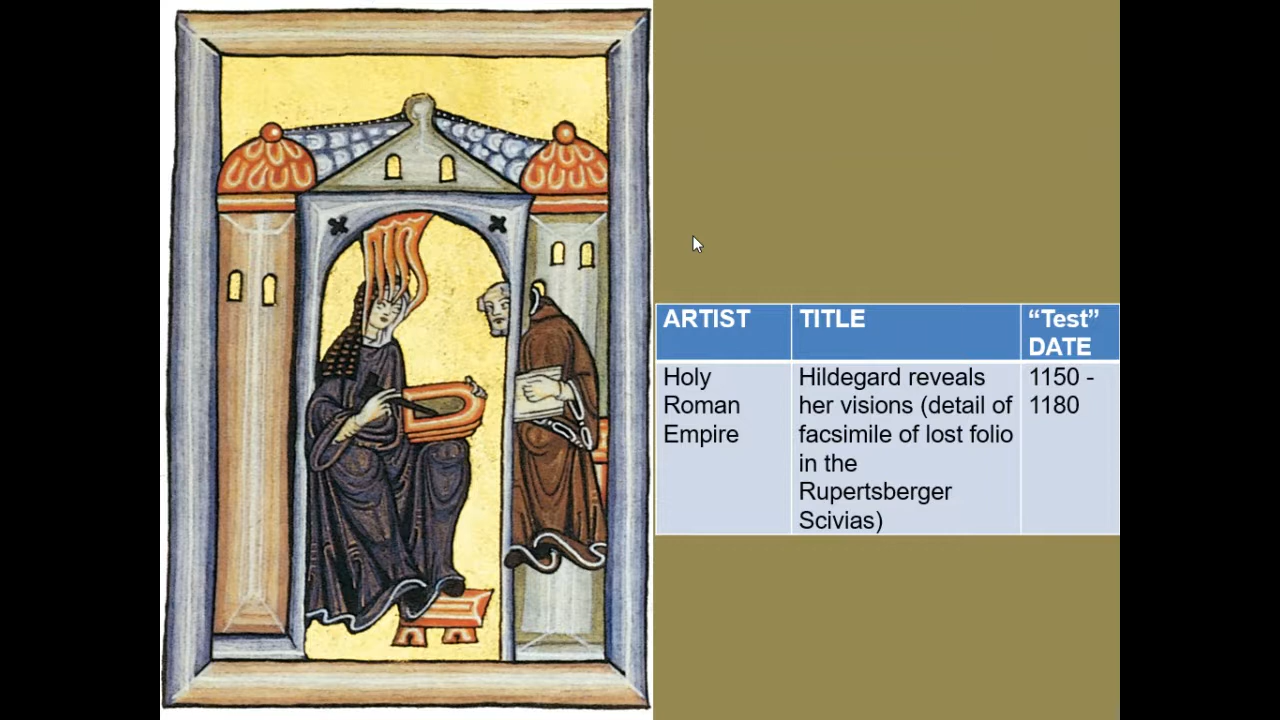 ARTIST
TITLE
“Test”
DATE
Holy
Roman
Empire
Hildegard reveals
her visions (detail of
facsimile of lost folio
in the
Rupertsberger
Scivias)
1150 -
1180